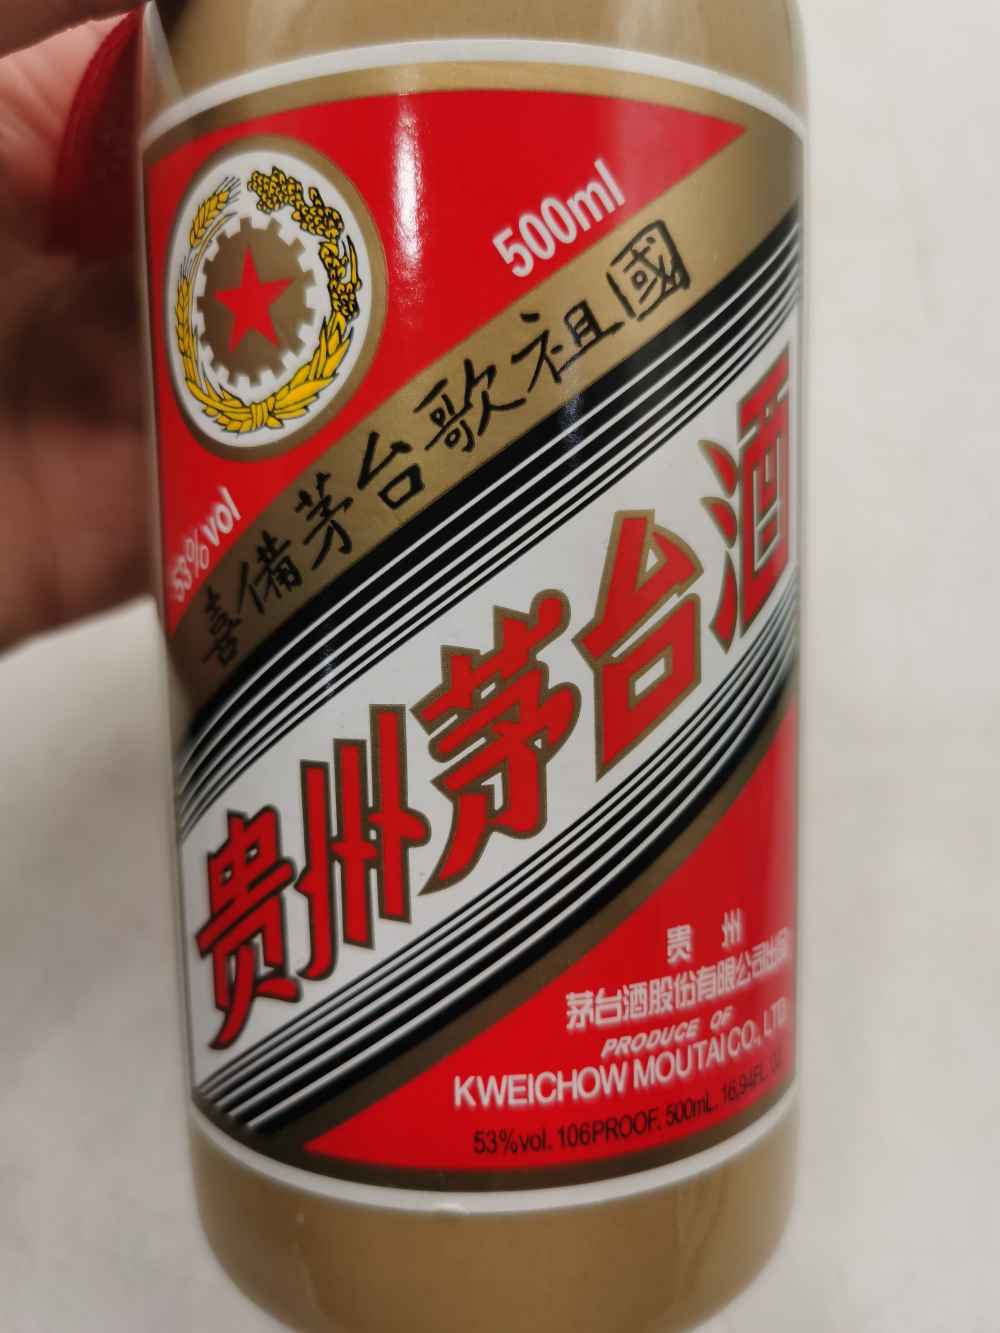 500ml
53%vol
喜備茅台歌祖國
贵州茅台酒
贵州
茅台酒股份有限公司出品
PRODUCE OF
KWEICHOW MOUTAI CO., LTD.
53%vol. 106PROOF. 500mL. 16.94FL.